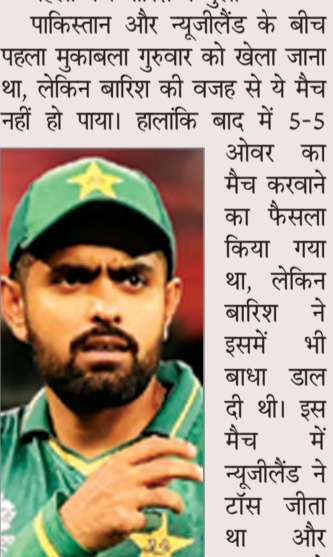 पाकिस्तान और न्यूजीलैंड के बीच
पहला मुकाबला गुरुवार को खेला जाना
था, लेकिन बारिश की वजह से ये मैच
नहीं हो पाया। हालांकि बाद में 5-5
ओवर का
मैच करवाने
का फैसला
किया गया
था, लेकिन
बारिश ने
इसमें भी
बाधा डाल
दी थी। इस
मैच में
न्यूजीलैंड ने
टॉस जीता
था और